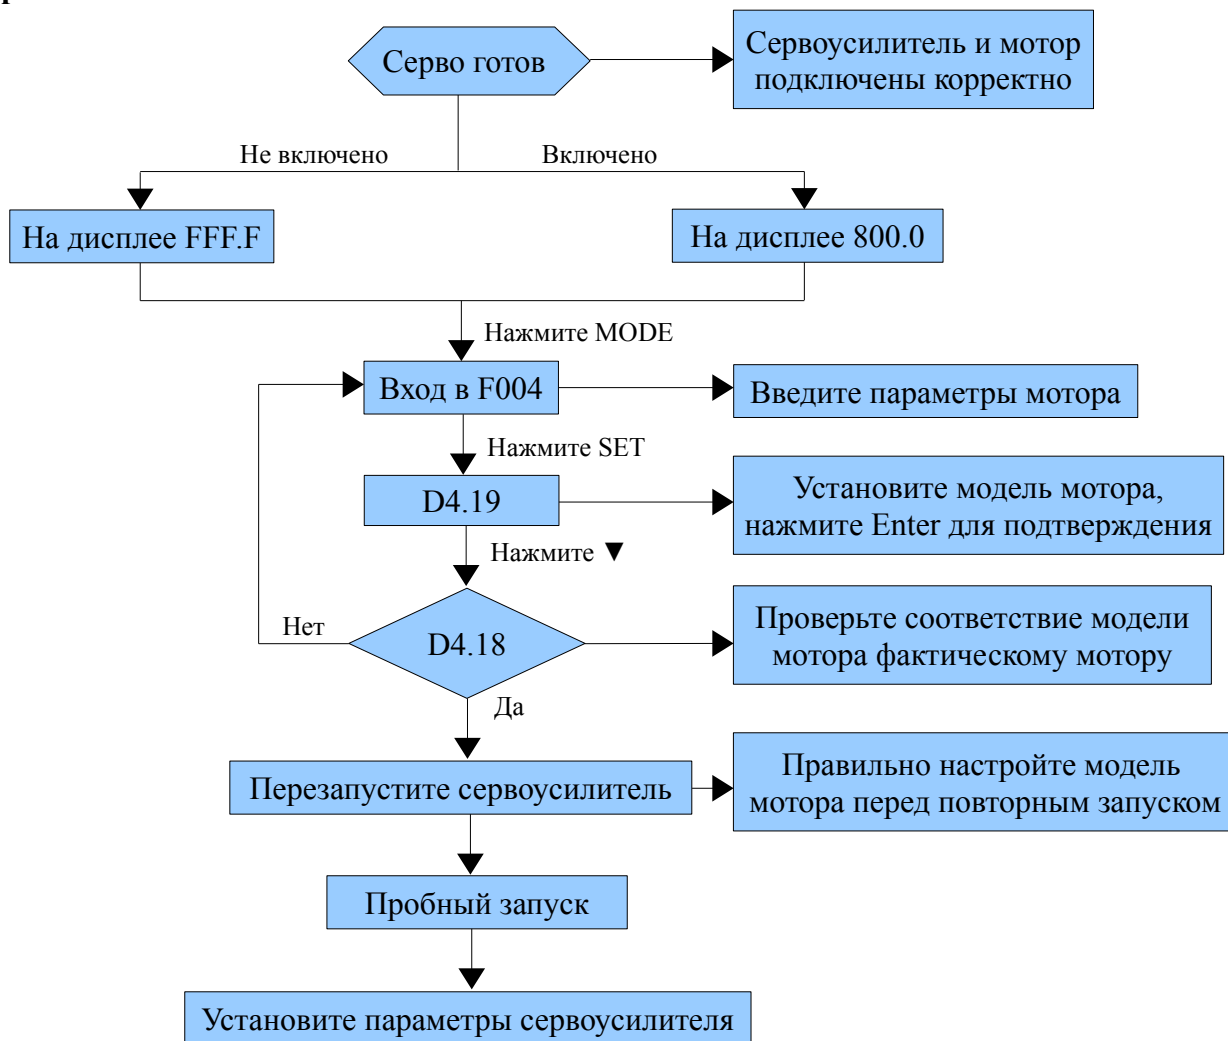 Серво готов
Сервоусилитель и мотор
подключены корректно
Не включено
Включено
На дисплее FFF.F
На дисплее 800.0
Нажмите MODE
Вход в F004
Введите параметры мотора
Нажмите SET
D4.19
Установите модель мотора,
нажмите Enter для подтверждения
Нажмите ▼
Нет
D4.18
Проверьте соответствие модели
мотора фактическому мотору
Да
Перезапустите сервоусилитель
Правильно настройте модель
мотора перед повторным запуском
Пробный запуск
Установите параметры сервоусилителя